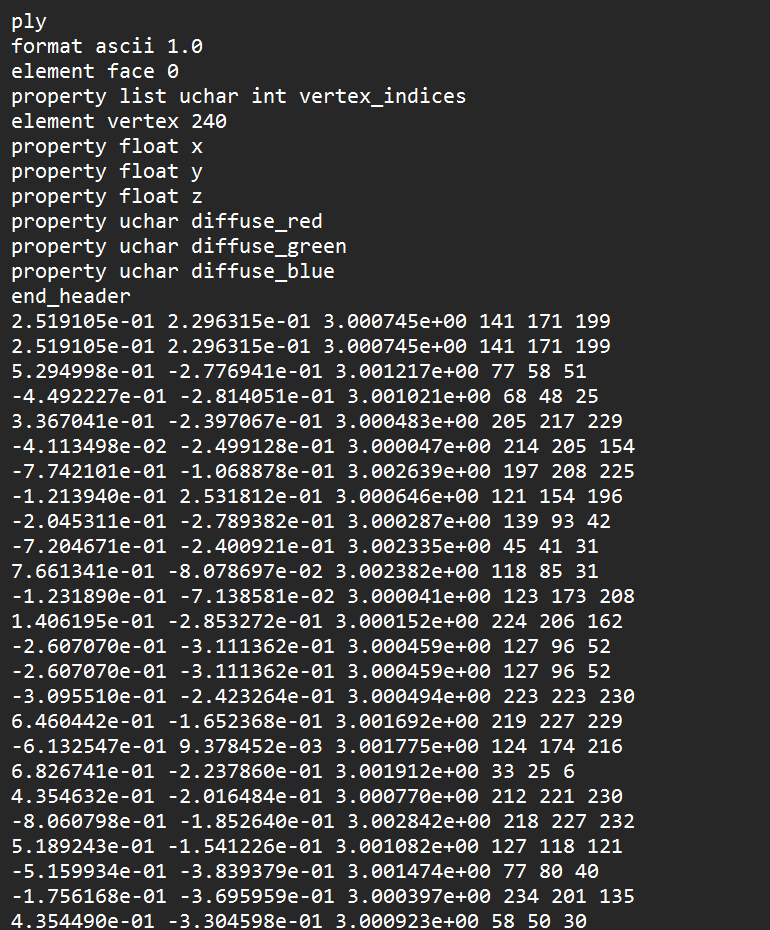 ply
format ascii 1.0
element face 0
property list uchar int vertex_indices
element vertex 240
property float x
property float y
property float z
property uchar diffuse_red
property uchar diffuse_green
property uchar diffuse_blue
end_header
2.519105e-01 2.296315e-01 3.000745e+00 141 171 199
2.519105e-01 2.296315e-01 3.000745e+00 141 171 199
5.294998e-01 -2.776941e-01 3.001217e+00 77 58 51
-4.492227e-01 -2.814051e-01 3.001021e+00 68 48 25
3.367041e-01 -2.397067e-01 3.000483e+00 205 217 229
-4.113498e-02 -2.499128e-01 3.000047e+00 214 205 154
-7.742101e-01 -1.068878e-01 3.002639e+00 197 208 225
-1.213940e-01 2.531812e-01 3.000646e+00 121 154 196
-2.045311e-01 -2.789382e-01 3.000287e+00 139 93 42
-7.204671e-01 -2.400921e-01 3.002335e+00 45 41 31
7.661341e-01 -8.078697e-02 3.002382e+00 118 85 31
-1.231890e-01 -7.138581e-02 3.000041e+00 123 173 208
1.406195e-01 -2.853272e-01 3.000152e+00 224 206 162
-2.607070e-01 -3.111362e-01 3.000459e+00 127 96 52
-2.607070e-01 -3.111362e-01 3.000459e+00 127 96 52
-3.095510e-01 -2.423264e-01 3.000494e+00 223 223 230
6.460442e-01 -1.652368e-01 3.001692e+00 219 227 229
-6.132547e-01 9.378452e-03 3.001775e+00 124 174 216
6.826741e-01 -2.237860e-01 3.001912e+00 33 25 6
4.354632e-01 -2.016484e-01 3.000770e+00 212 221 230
-8.060798e-01 -1.852640e-01 3.002842e+00 218 227 232
5.189243e-01 -1.541226e-01 3.001082e+00 127 118 121
-5.159934e-01 -3.839379e-01 3.001474e+00 77 80 40
-1.756168e-01 -3.695959e-01 3.000397e+00 234 201 135
4.354490e-01 -3.304598e-01 3.000923e+00 58 50 30